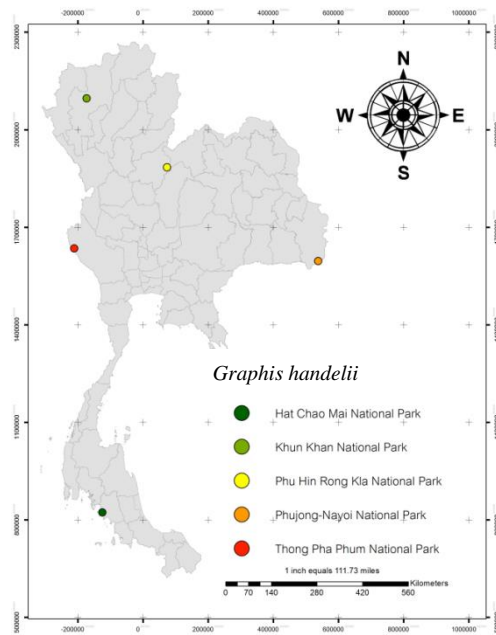 -200000 0 200000 400000 600000 800000 1000000
N
W E
S
2300000
2000000
1700000
1400000
1100000
800000
500000
Graphis handelii
Hat Chao Mai National Park
Khun Khan National Park
Phu Hin Rong Kla National Park
Phujong-Nayoi National Park
Thong Pha Phum National Park
1 inch equals 111.73 miles
Kilometers
0 70 140 280 420 560
-200000 0 200000 400000 600000 800000 1000000